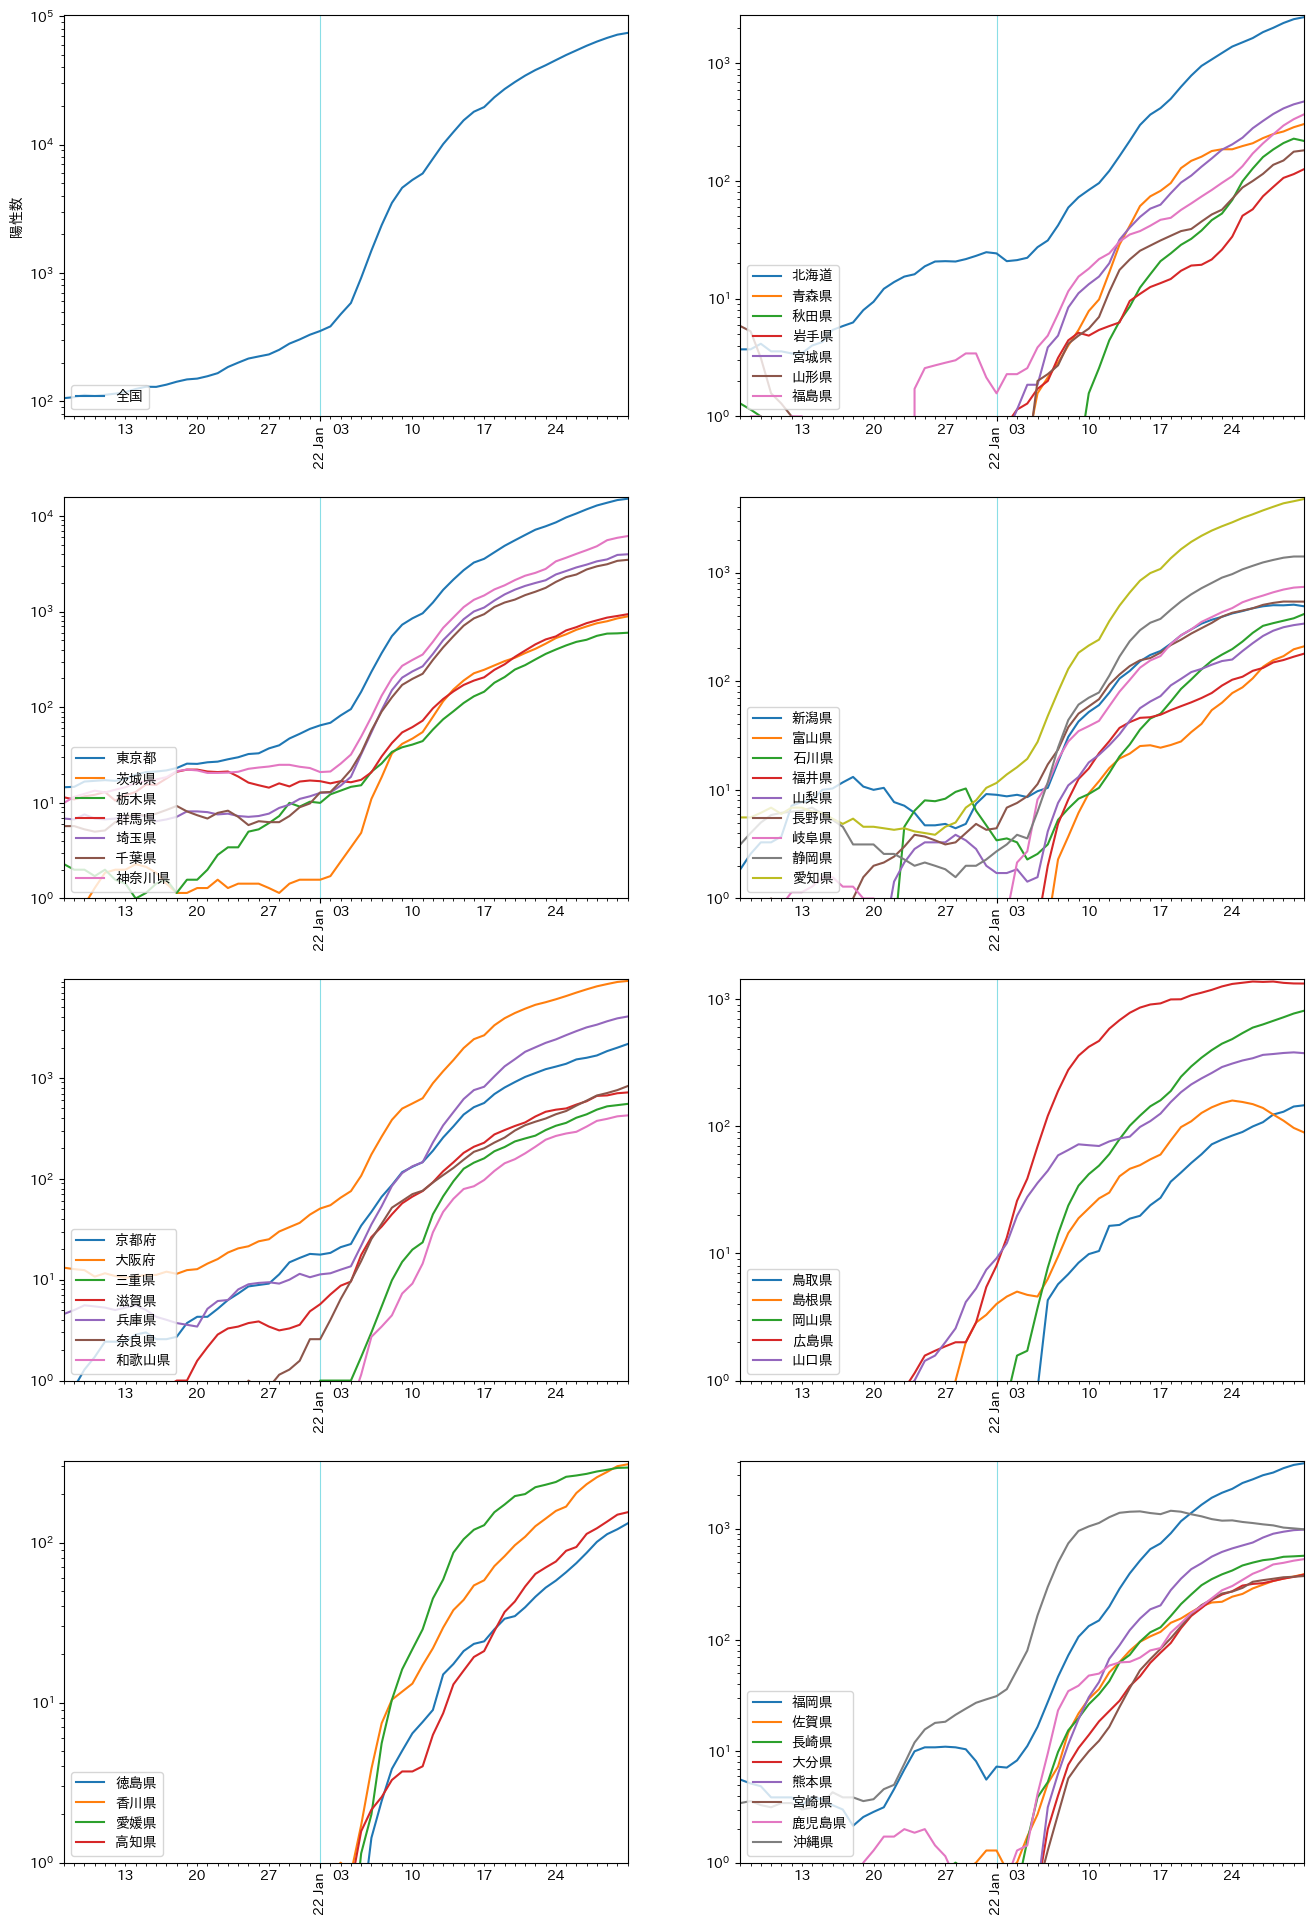 陽性数
10^5
10^4
10^3
10^2
全国
13
20
27
22 Jan
03
10
17
24
10^3
10^2
10^1
10^0
北海道
青森県
秋田県
岩手県
宮城県
山形県
福島県
13
20
27
22 Jan
03
10
17
24
10^4
10^3
10^2
10^1
10^0
東京都
茨城県
栃木県
群馬県
埼玉県
千葉県
神奈川県
13
20
27
22 Jan
03
10
17
24
10^3
10^2
10^1
10^0
新潟県
富山県
石川県
福井県
山梨県
長野県
岐阜県
静岡県
愛知県
13
20
27
22 Jan
03
10
17
24
10^3
10^2
10^1
10^0
京都府
大阪府
三重県
滋賀県
兵庫県
奈良県
和歌山県
13
20
27
22 Jan
03
10
17
24
10^3
10^2
10^1
10^0
鳥取県
島根県
岡山県
広島県
山口県
13
20
27
22 Jan
03
10
17
24
10^2
10^1
10^0
徳島県
香川県
愛媛県
高知県
13
20
27
22 Jan
03
10
17
24
10^3
10^2
10^1
10^0
福岡県
佐賀県
長崎県
大分県
熊本県
宮崎県
鹿児島県
沖縄県
13
20
27
22 Jan
03
10
17
24